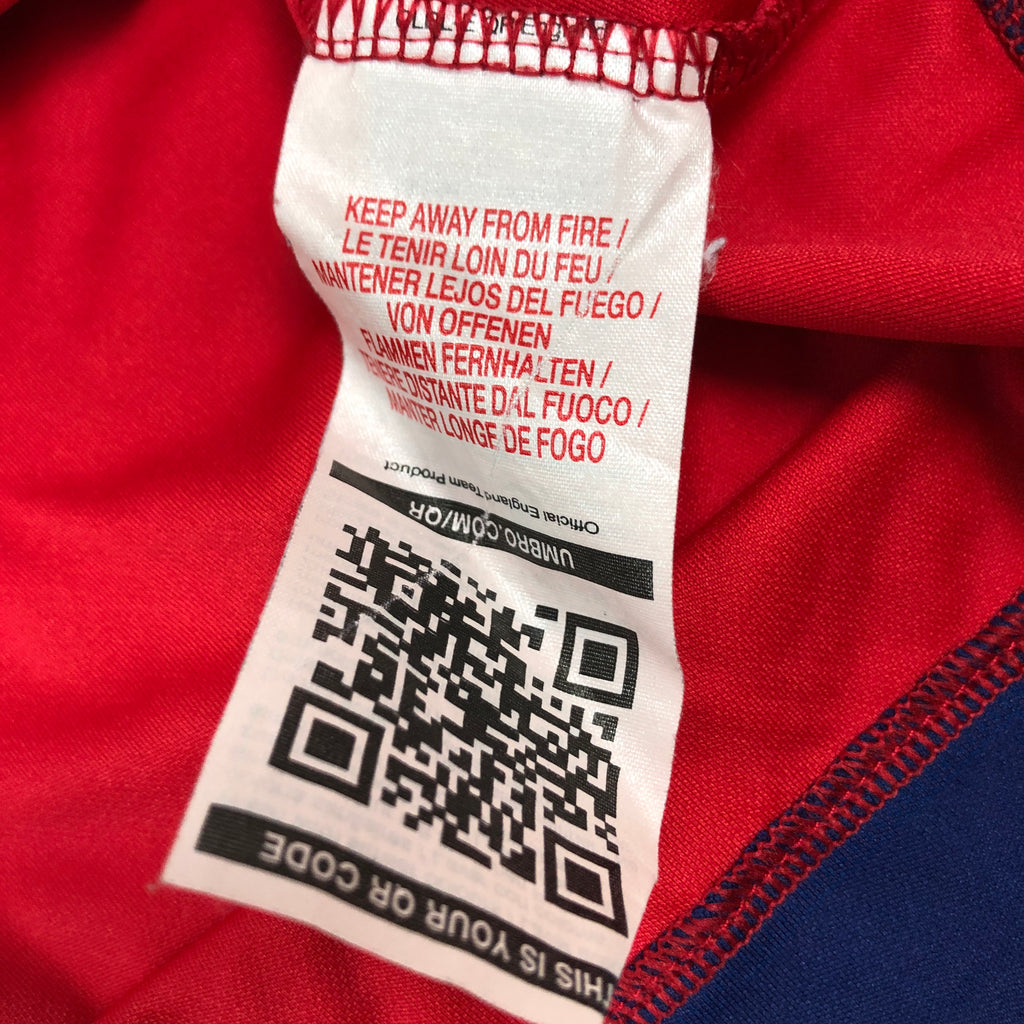 KEEP AWAY FROM FIRE /
LE TENIR LOIN DU FEU /
MANTENER LEJOS DEL FUEGO /
VON OFFENEN
FLAMMEN FERNHALTEN /
TENERE DISTANTE DAL FUOCO /
MANTER LONGE DE FOGO
Official England Team Product
UMBRO.COM/QR
THIS IS YOUR QR CODE